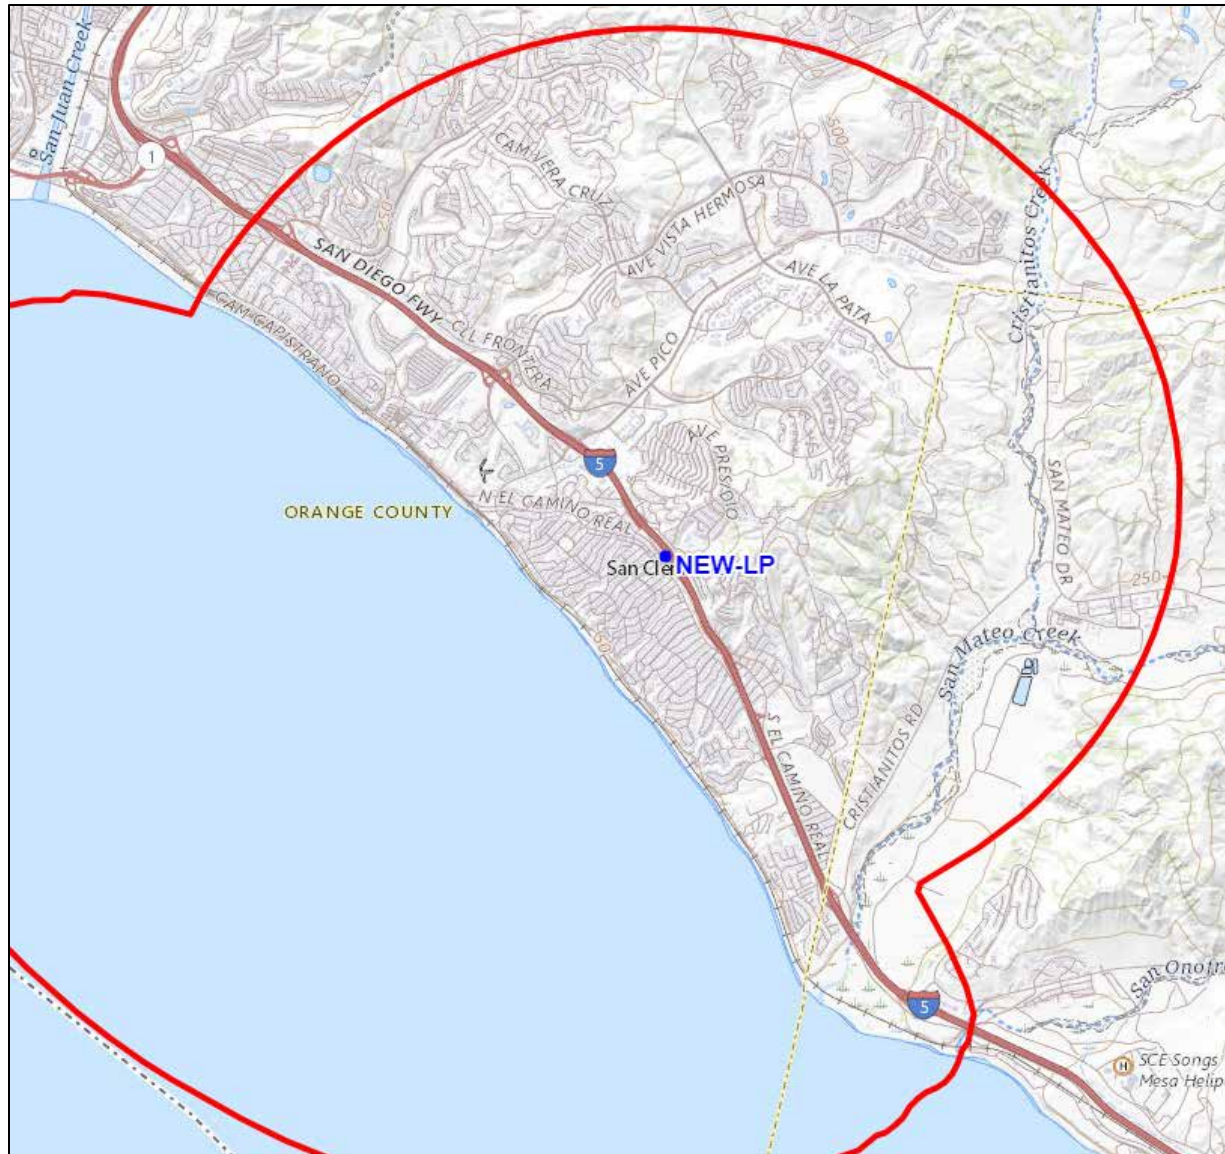 San Juan Creek
1
CAM VERA CRUZ
500
250
AVE VISTA HERMOSA
SAN DIEGO FWY
AVE LA PATA
Cristianitos Creek
CAM CAPISTRANO
CLL FRONTERA
AVE PICO
AVE PRESIDIO
5
N EL CAMINO REAL
ORANGE COUNTY
SAN MATEO DR
San Cle
NEW-LP
250
San Mateo Creek
50
CRISTIANITOS RD
S EL CAMINO REAL
San Onofr
5
H
SCE Songs
Mesa Helip